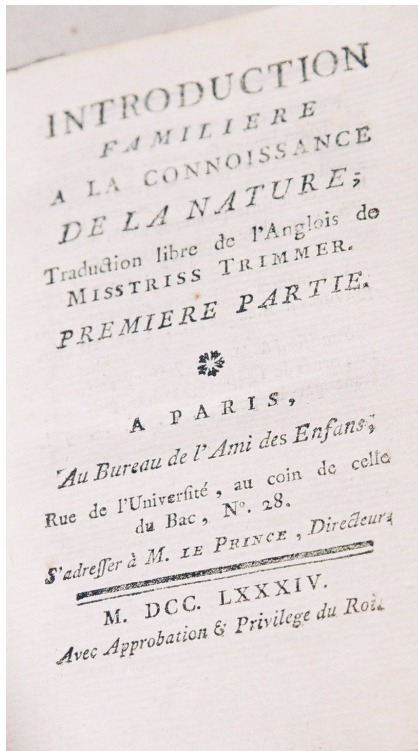 INTRODUCTION
FAMILIERE
A LA CONNOISSANCE
DE LA NATURE;
Traduction libre de l'Anglois de
MISSTRISS TRIMMER.
PREMIERE PARTIE.
A PARIS,
Au Bureau de l'Ami des Enfans,
Rue de l'Univerſité, au coin de celle
du Bac, Nº. 28.
S'adreſſer à M. LE PRINCE, Directeur.
M. DCC. LXXXIV.
Avec Approbation & Privilege du Roi.